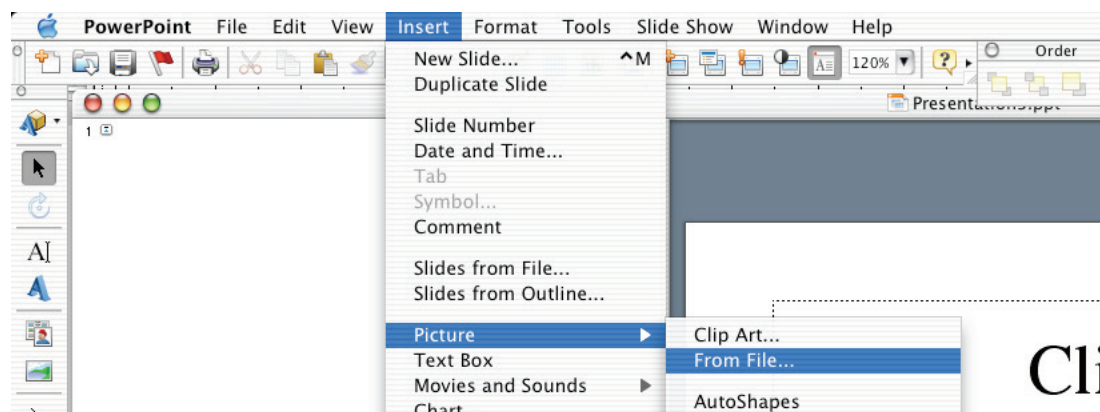 PowerPoint File Edit View Insert Format Tools Slide Show Window Help
New Slide... ^M
120%
Order
Duplicate Slide
1
Slide Number
Date and Time...
Tab
Symbol...
Comment
Slides from File...
Slides from Outline...
Picture
Text Box
Movies and Sounds
Chart
Clip Art...
From File...
AutoShapes
Cli